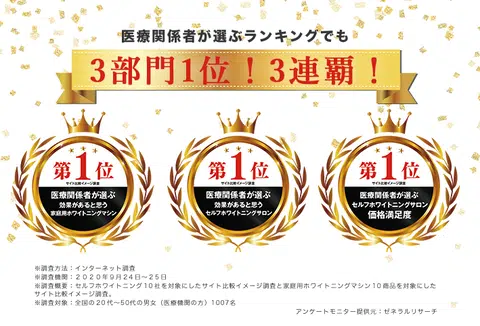 医療関係者が選ぶランキングでも
3部門1位！3連覇！
第1位
サイト比較イメージ調査
医療関係者が選ぶ
効果があると思う
家庭用ホワイトニングマシン
第1位
サイト比較イメージ調査
医療関係者が選ぶ
効果があると思う
セルフホワイトニングサロン
第1位
サイト比較イメージ調査
医療関係者が選ぶ
セルフホワイトニングサロン
価格満足度
※調査方法：インターネット調査
※調査機関：2020年9月24日～25日
※調査概要：セルフホワイトニング10社を対象にしたサイト比較イメージ調査と家庭用ホワイトニングマシン10商品を対象にした
サイト比較イメージ調査。
※調査対象：全国の20代～50代の男女（医療機関の方）1007名
アンケートモニター提供元：ゼネラルリサーチ